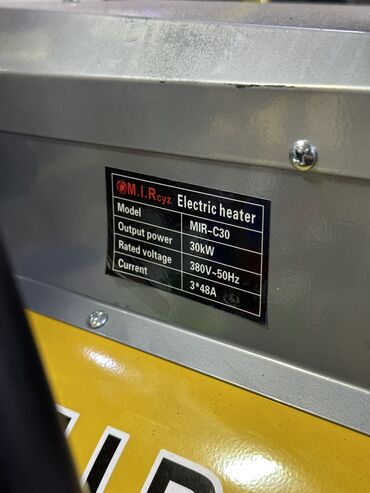 M.I.Rcyz Electric heater
Model MIR-C30
Output power 30kW
Rated voltage 380V~50Hz
Current 3*48A